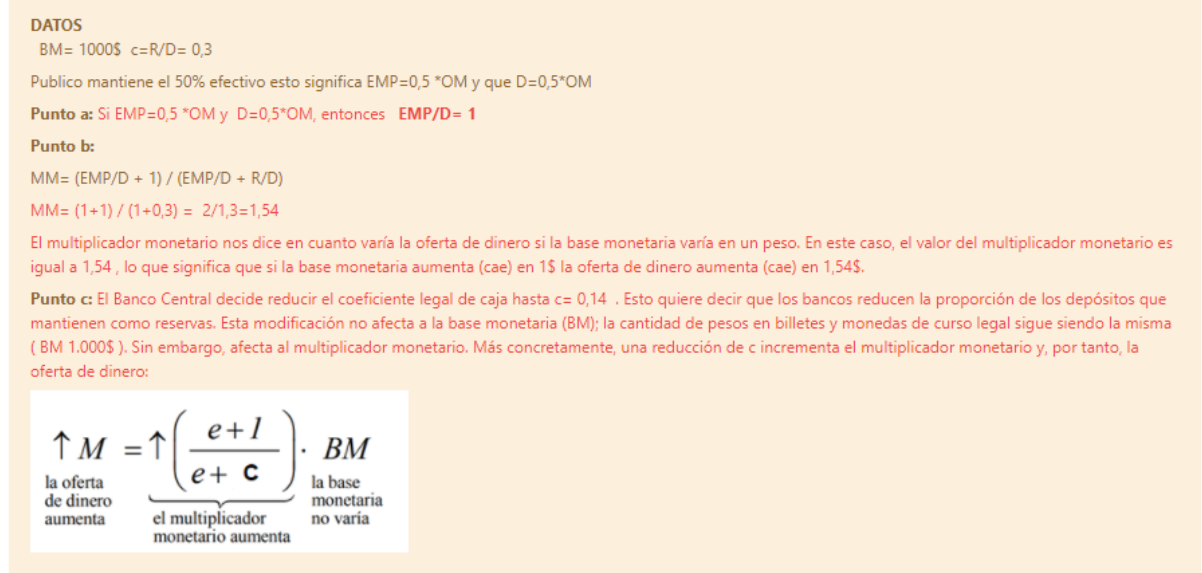 DATOS
BM= 1000$ c=R/D= 0,3
Publico mantiene el 50% efectivo esto significa EMP=0,5 *OM y que D=0,5*OM
Punto a: Si EMP=0,5 *OM y D=0,5*OM, entonces EMP/D= 1
Punto b:
MM= (EMP/D + 1) / (EMP/D + R/D)
MM= (1+1) / (1+0,3) = 2/1,3=1,54
El multiplicador monetario nos dice en cuanto varía la oferta de dinero si la base monetaria varía en un peso. En este caso, el valor del multiplicador monetario es
igual a 1,54 , lo que significa que si la base monetaria aumenta (cae) en 1$ la oferta de dinero aumenta (cae) en 1,54$.
Punto c: El Banco Central decide reducir el coeficiente legal de caja hasta c= 0,14 . Esto quiere decir que los bancos reducen la proporción de los depósitos que
mantienen como reservas. Esta modificación no afecta a la base monetaria (BM); la cantidad de pesos en billetes y monedas de curso legal sigue siendo la misma
( BM 1.000$ ). Sin embargo, afecta al multiplicador monetario. Más concretamente, una reducción de c incrementa el multiplicador monetario y, por tanto, la
oferta de dinero:
↑ M = ↑ ( e + 1 / e + c ) · BM
la oferta de dinero aumenta
el multiplicador monetario aumenta
la base monetaria no varía